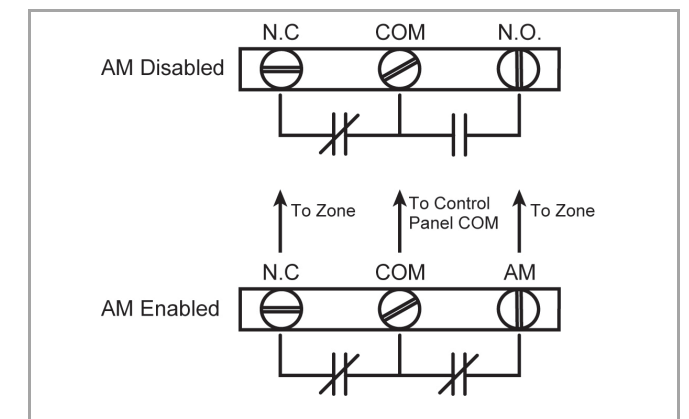 N.C COM N.O.
AM Disabled
To Zone
To Control
Panel COM
To Zone
N.C COM AM
AM Enabled